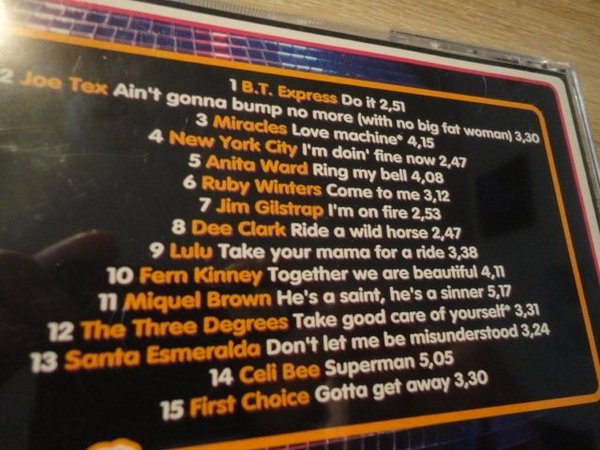 1 B.T. Express Do it 2,51
2 Joe Tex Ain't gonna bump no more (with no big fat woman) 3,30
3 Miracles Love machine* 4,15
4 New York City I'm doin' fine now 2,47
5 Anita Ward Ring my bell 4,08
6 Ruby Winters Come to me 3,12
7 Jim Gilstrap I'm on fire 2,53
8 Dee Clark Ride a wild horse 2,47
9 Lulu Take your mama for a ride 3,38
10 Fern Kinney Together we are beautiful 4,11
11 Miquel Brown He's a saint, he's a sinner 5,17
12 The Three Degrees Take good care of yourself* 3,31
13 Santa Esmeralda Don't let me be misunderstood 3,24
14 Celi Bee Superman 5,05
15 First Choice Gotta get away 3,30